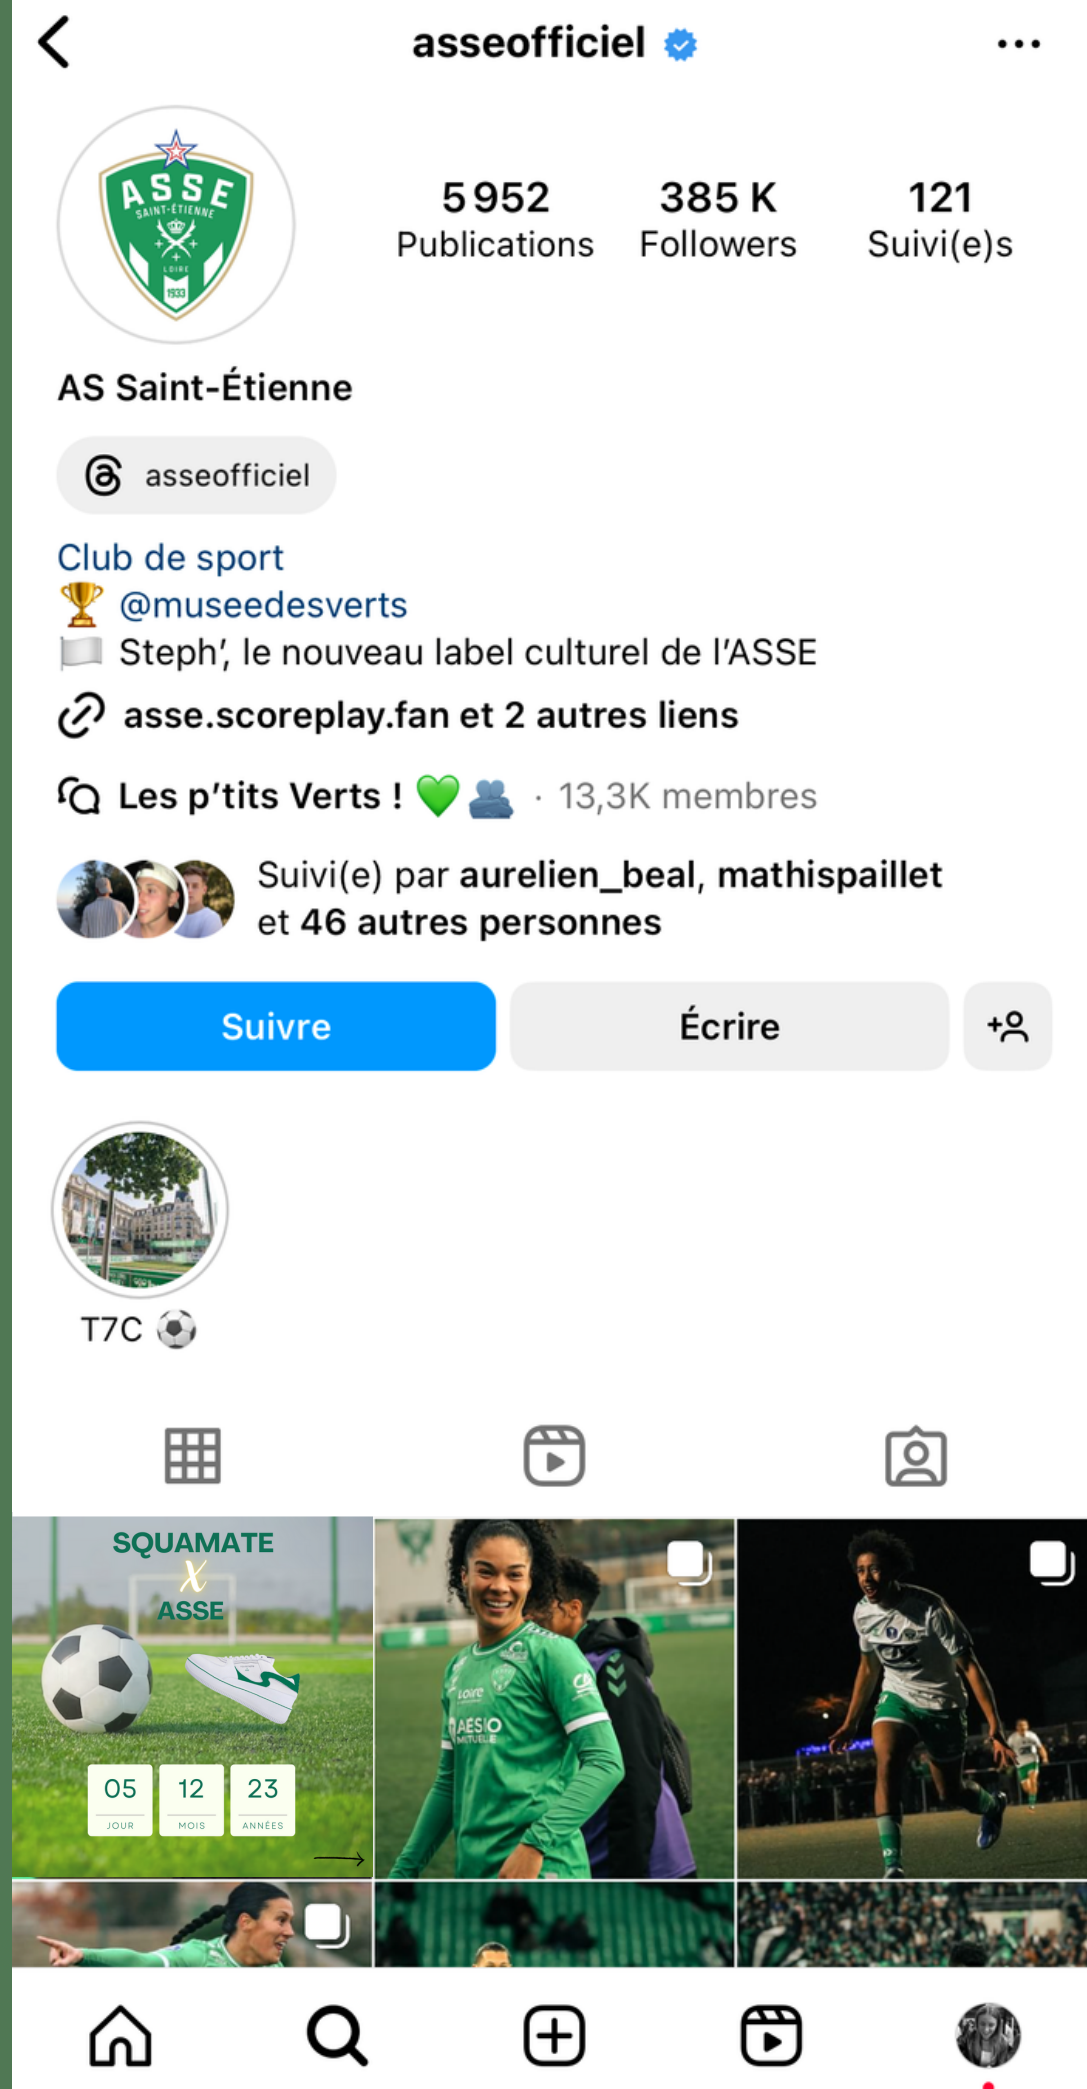 asseofficiel
ASSE
SAINT-ÉTIENNE
LOIRE
1933
5 952
Publications
385 K
Followers
121
Suivi(e)s
AS Saint-Étienne
asseofficiel
Club de sport
🏆 @museedesverts
🏳️ Steph’, le nouveau label culturel de l’ASSE
asse.scoreplay.fan et 2 autres liens
Les p’tits Verts ! 💚🫂 · 13,3K membres
Suivi(e) par aurelien_beal, mathispaillet
et 46 autres personnes
Suivre
Écrire
T7C ⚽
SQUAMATE
X
ASSE
05
JOUR
12
MOIS
23
ANNÉES
Loire
AÉSIO
MUTUELLE